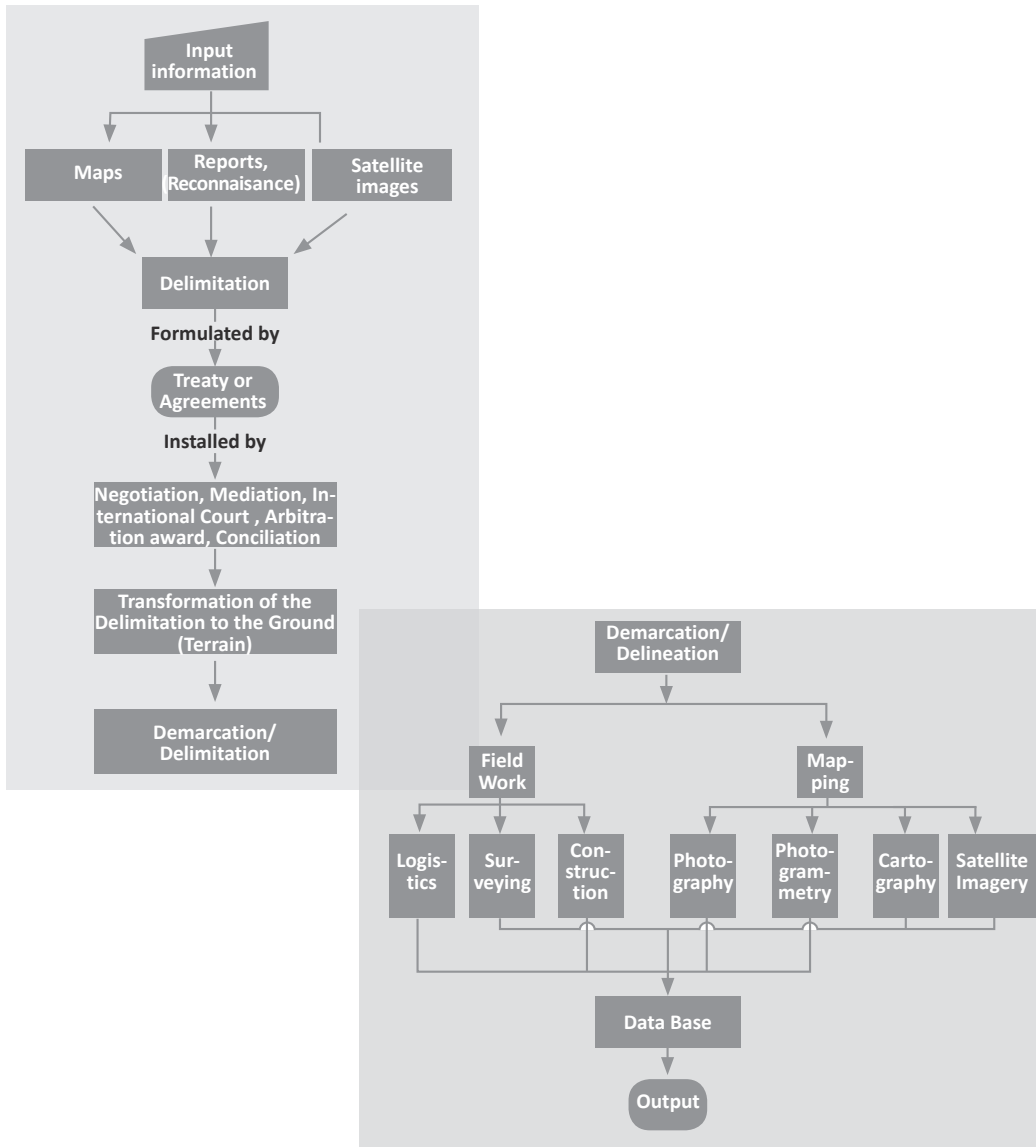 Input
information
Maps
Reports,
(Reconnaisance)
Satellite
images
Delimitation
Formulated by
Treaty or
Agreements
Installed by
Negotiation, Mediation, In-
ternational Court , Arbitra-
tion award, Conciliation
Transformation of the
Delimitation to the Ground
(Terrain)
Demarcation/
Delimitation
Demarcation/
Delineation
Field
Work
Map-
ping
Logis-
tics
Sur-
veying
Con-
struc-
tion
Photo-
graphy
Phot-
ogram-
metry
Carto-
graphy
Satellite
Imagery
Data Base
Output